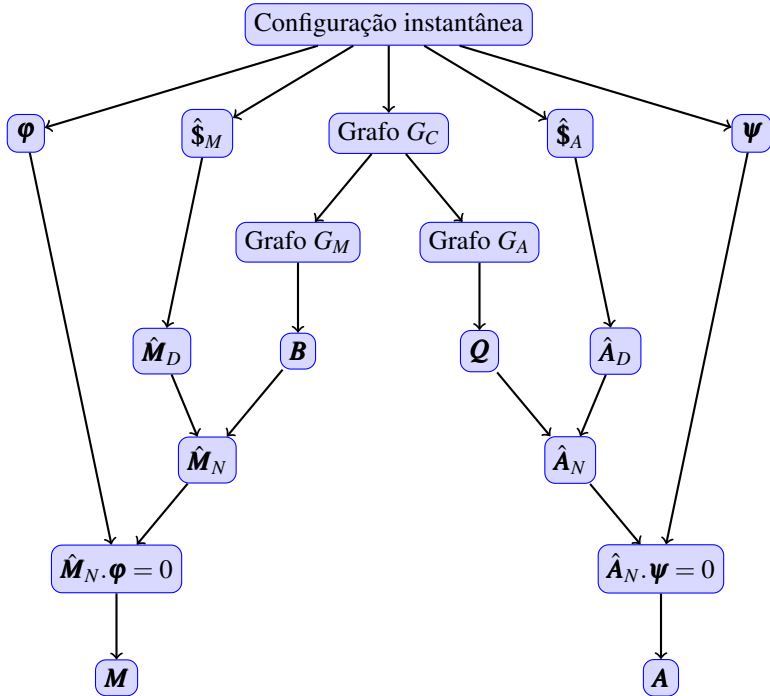 Configuração instantânea
φ
$̂_M
Grafo G_C
$̂_A
ψ
Grafo G_M
Grafo G_A
M̂_D
B
Q
Â_D
M̂_N
Â_N
M̂_N.φ = 0
Â_N.ψ = 0
M
A